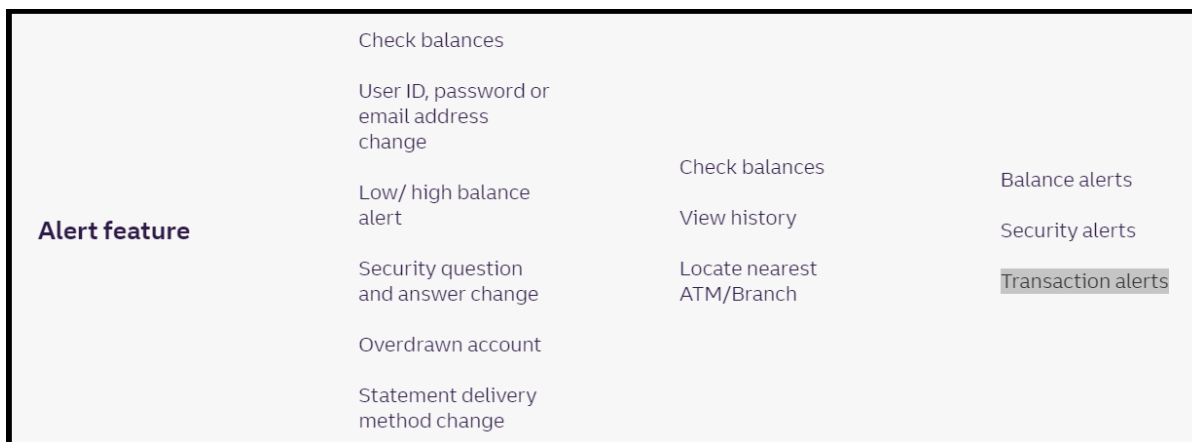 Alert feature
Check balances
User ID, password or
email address
change
Low/ high balance
alert
Security question
and answer change
Overdrawn account
Statement delivery
method change
Check balances
View history
Locate nearest
ATM/Branch
Balance alerts
Security alerts
Transaction alerts